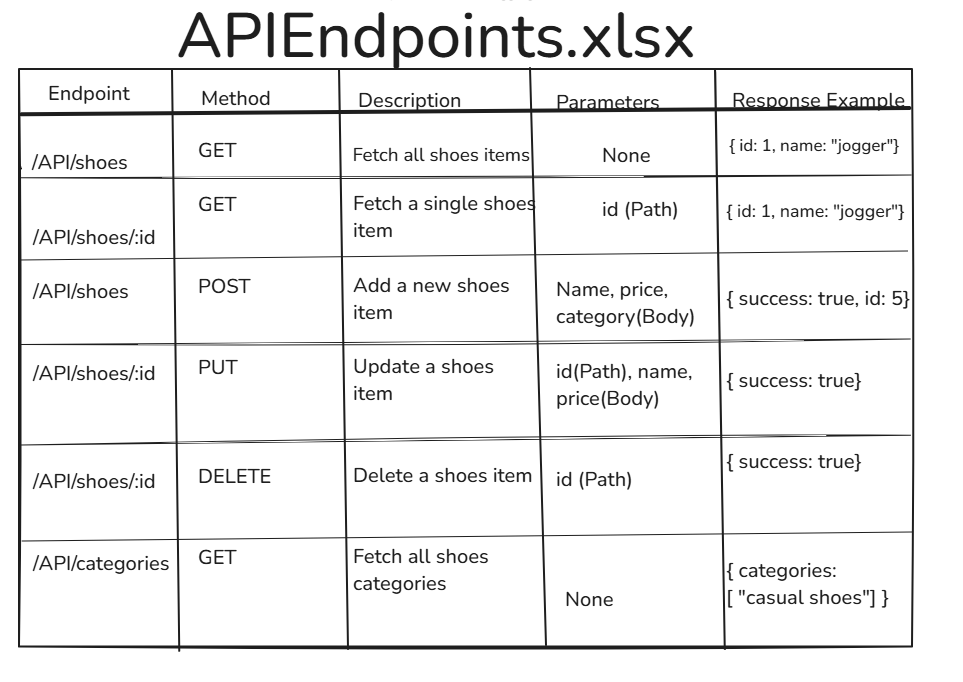 APIEndpoints.xlsx
Endpoint Method Description Parameters Response Example
/API/shoes GET Fetch all shoes items None { id: 1, name: "jogger"}
/API/shoes/:id GET Fetch a single shoes
item id (Path) { id: 1, name: "jogger"}
/API/shoes POST Add a new shoes
item Name, price,
category(Body) { success: true, id: 5}
/API/shoes/:id PUT Update a shoes
item id(Path), name,
price(Body) { success: true}
/API/shoes/:id DELETE Delete a shoes item id (Path) { success: true}
/API/categories GET Fetch all shoes
categories None { categories:
[ "casual shoes"] }